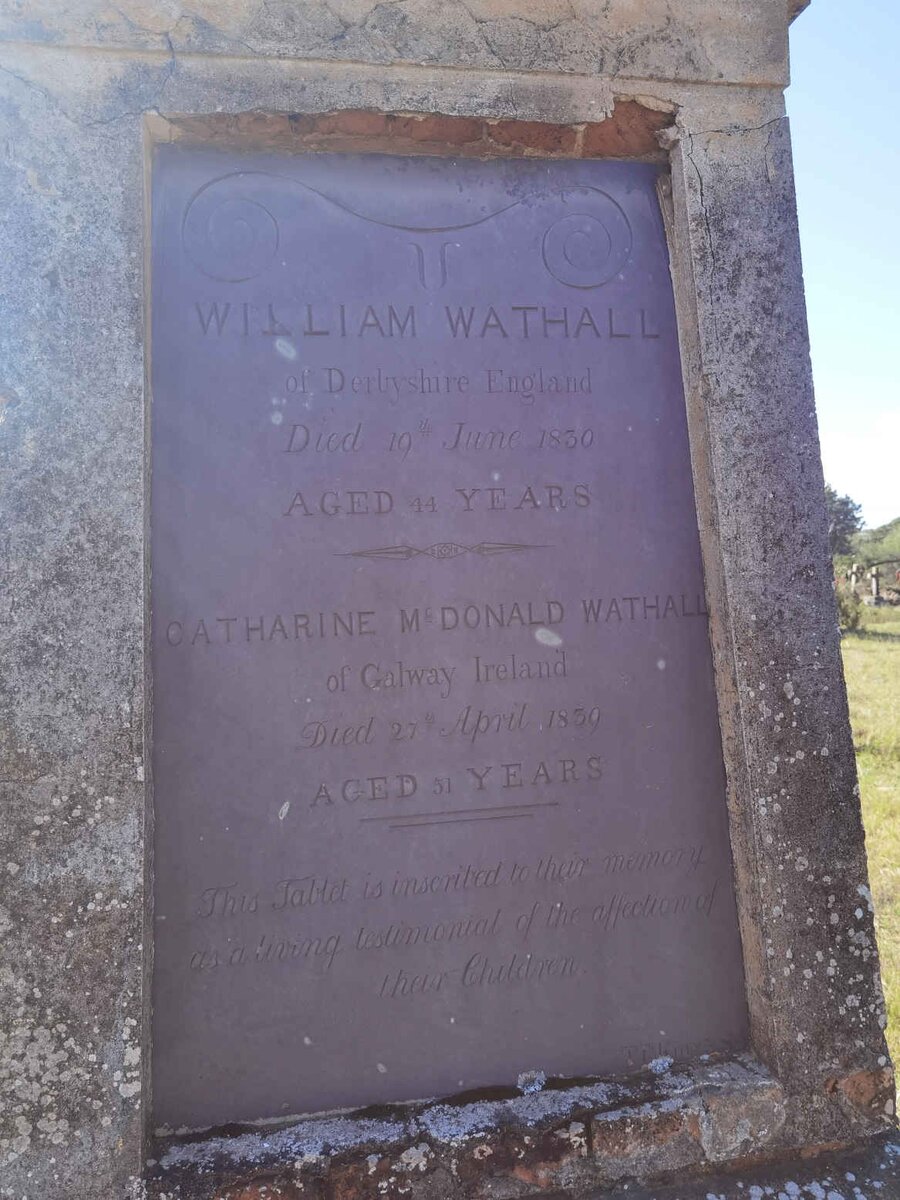 WILLIAM WATHALL
of Derbyshire England
Died 19th June 1830
AGED 44 YEARS
CATHARINE Mc DONALD WATHALL
of Galway Ireland
Died 27th April 1839
AGED 51 YEARS
This Tablet is inscribed to their memory
as a living testimonial of the affection of
their Children.